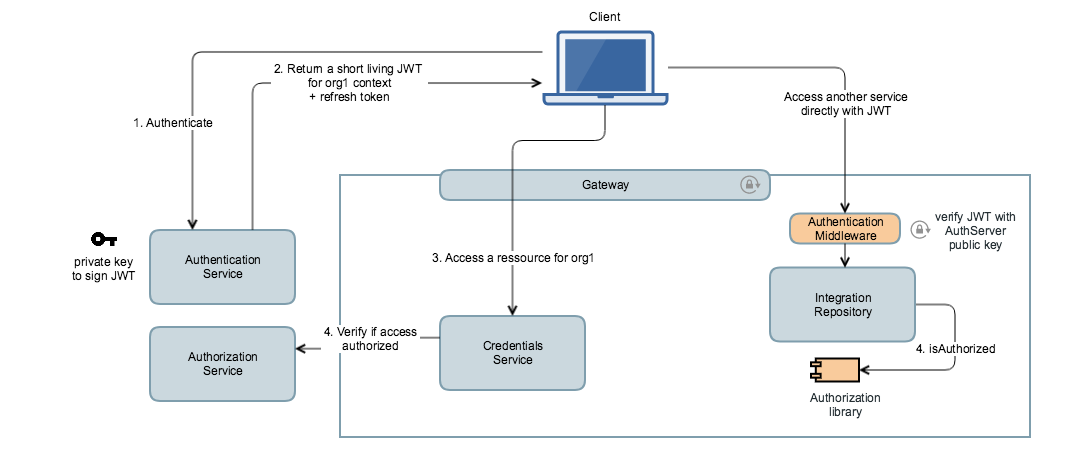 Client
2. Return a short living JWT
for org1 context
+ refresh token
Access another service
directly with JWT
1. Authenticate
Gateway
Authentication
Middleware
verify JWT with
AuthServer
public key
private key
to sign JWT
Authentication
Service
3. Access a ressource for org1
Integration
Repository
4. Verify if access
authorized
Authorization
Service
Credentials
Service
4. isAuthorized
Authorization
library